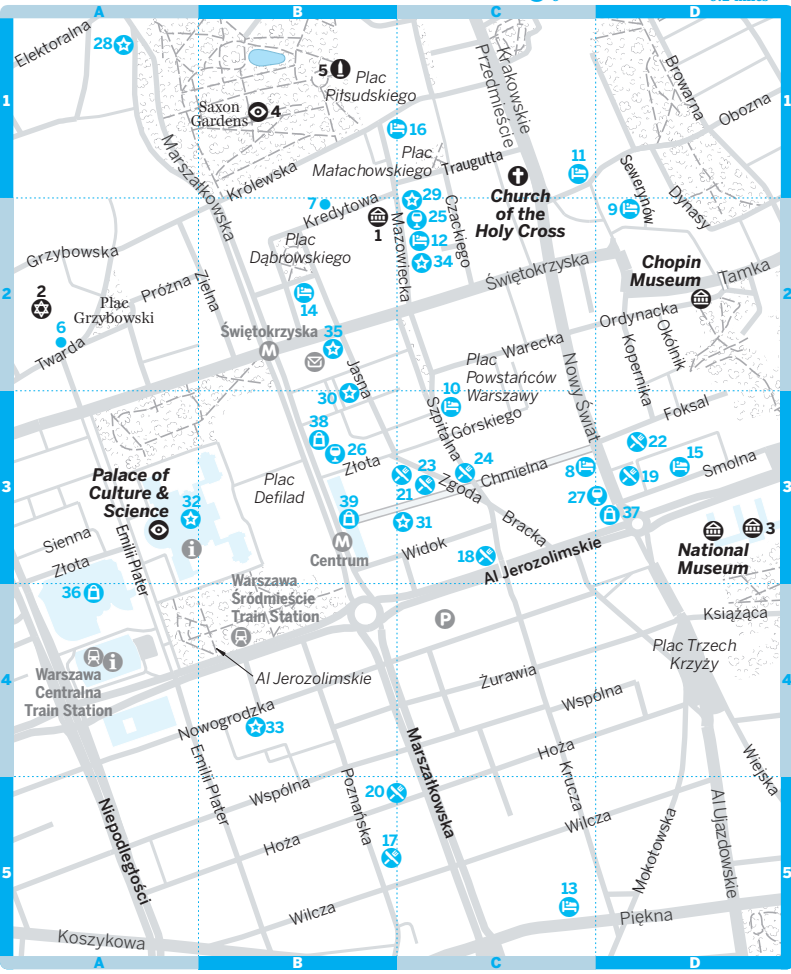 A
B
C
D
1
2
3
4
5
1
2
3
4
5
A
B
C
D
Elektoralna
28
5
Plac
Piłsudskiego
Saxon
Gardens
4
Krakowskie
Przedmieście
Browarna
Obozna
16
Marszałkowska
Królewska
Plac
Małachowskiego
Traugutta
Church
of the
Holy Cross
11
Sewerynów
9
Dynasy
7
Kredytowa
1
29
25
12
34
Mazowiecka
Czackiego
Plac
Dąbrowskiego
Grzybowska
2
Plac
Grzybowski
Próżna
Zielna
6
Twarda
14
Świętokrzyska
M
35
Jasna
Świętokrzyska
Chopin
Museum
Tamka
Ordynacka
Okólnik
Kopernika
Warecka
Plac
Powstańców
Warszawy
Nowy Świat
10
Szpitalna
Górskiego
Foksal
30
38
26
Złota
23
21
24
Zgoda
Chmielna
8
22
19
15
Smolna
27
37
Palace of
Culture &
Science
32
i
Plac
Defilad
39
31
M
Centrum
Widok
Bracka
18
Al Jerozolimskie
National
Museum
3
Sienna
Złota
Emilii Plater
36
Warszawa
Śródmieście
Train Station
P
Książąca
Plac Trzech
Krzyży
i
Warszawa
Centralna
Train Station
Al Jerozolimskie
Żurawia
Wspólna
Nowogrodzka
33
Emilii Plater
Marszałkowska
Hoża
Krucza
Wiejska
Niepodległości
Wspólna
Poznańska
20
Hoża
17
Wilcza
Mokotowska
Al Ujazdowskie
13
Piękna
Wilcza
Koszykowa